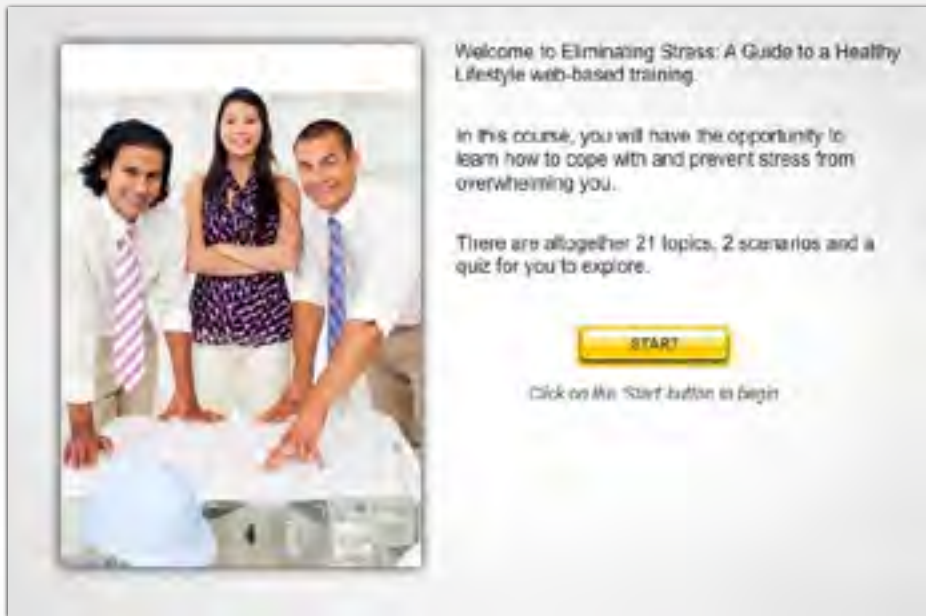 Welcome to Eliminating Stress: A Guide to a Healthy
Lifestyle web-based training.
In this course, you will have the opportunity to
learn how to cope with and prevent stress from
overwhelming you.
There are altogether 21 topics, 2 scenarios and a
quiz for you to explore.
START
Click on the 'Start' button to begin